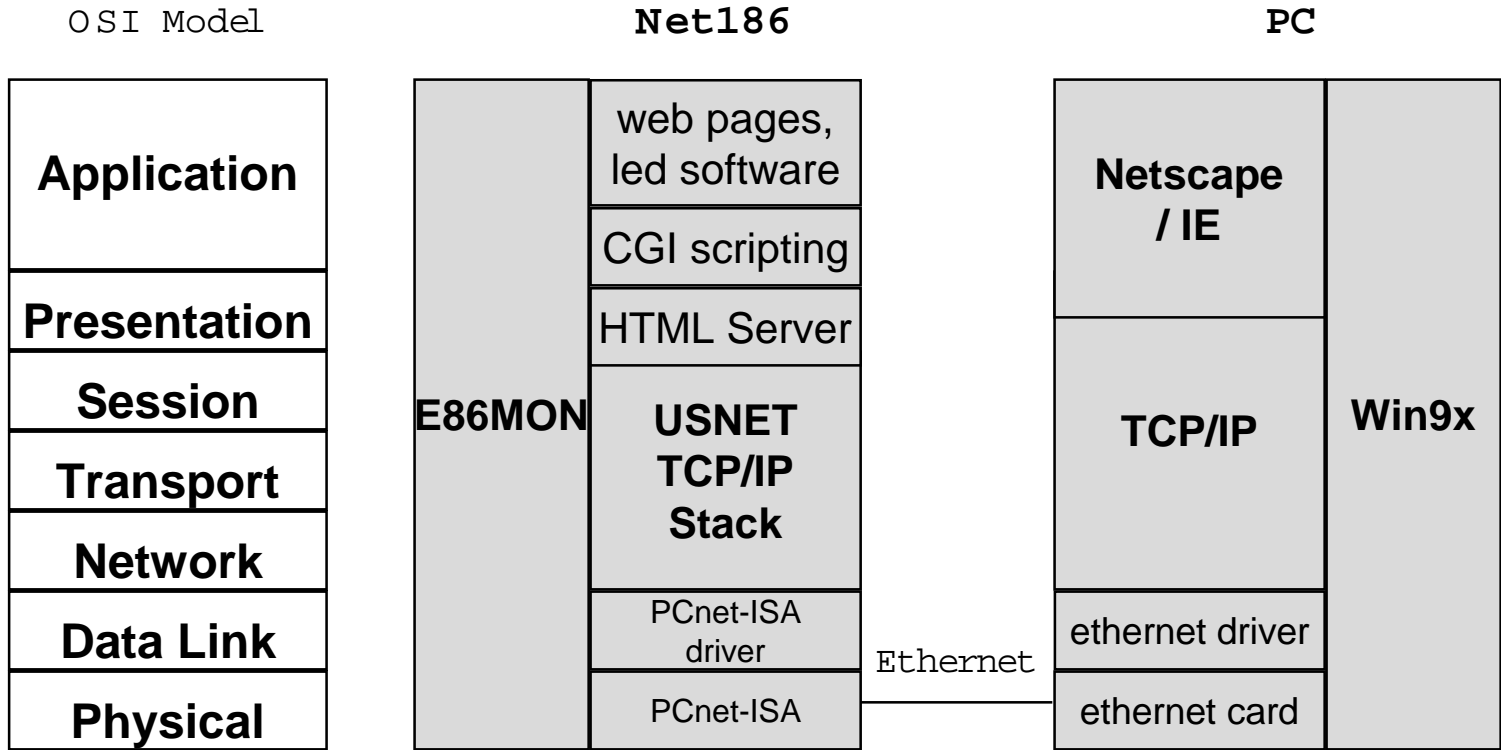 OSI Model
Net186
PC
Application
Presentation
Session
Transport
Network
Data Link
Physical
E86MON
web pages,
led software
CGI scripting
HTML Server
USNET
TCP/IP
Stack
PCnet-ISA
driver
PCnet-ISA
Ethernet
Netscape
/ IE
TCP/IP
ethernet driver
ethernet card
Win9x